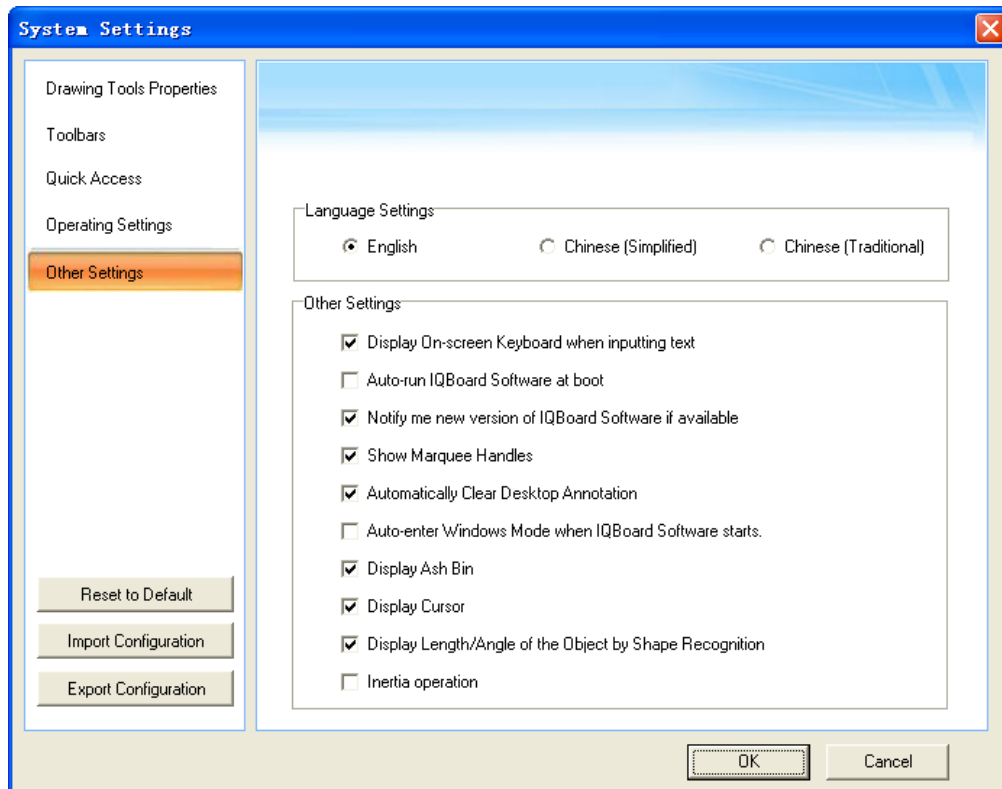 System Settings
Drawing Tools Properties
Toolbars
Quick Access
Operating Settings
Other Settings
Reset to Default
Import Configuration
Export Configuration
Language Settings
English
Chinese (Simplified)
Chinese (Traditional)
Other Settings
Display On-screen Keyboard when inputting text
Auto-run IQBoard Software at boot
Notify me new version of IQBoard Software if available
Show Marquee Handles
Automatically Clear Desktop Annotation
Auto-enter Windows Mode when IQBoard Software starts.
Display Ash Bin
Display Cursor
Display Length/Angle of the Object by Shape Recognition
Inertia operation
OK
Cancel